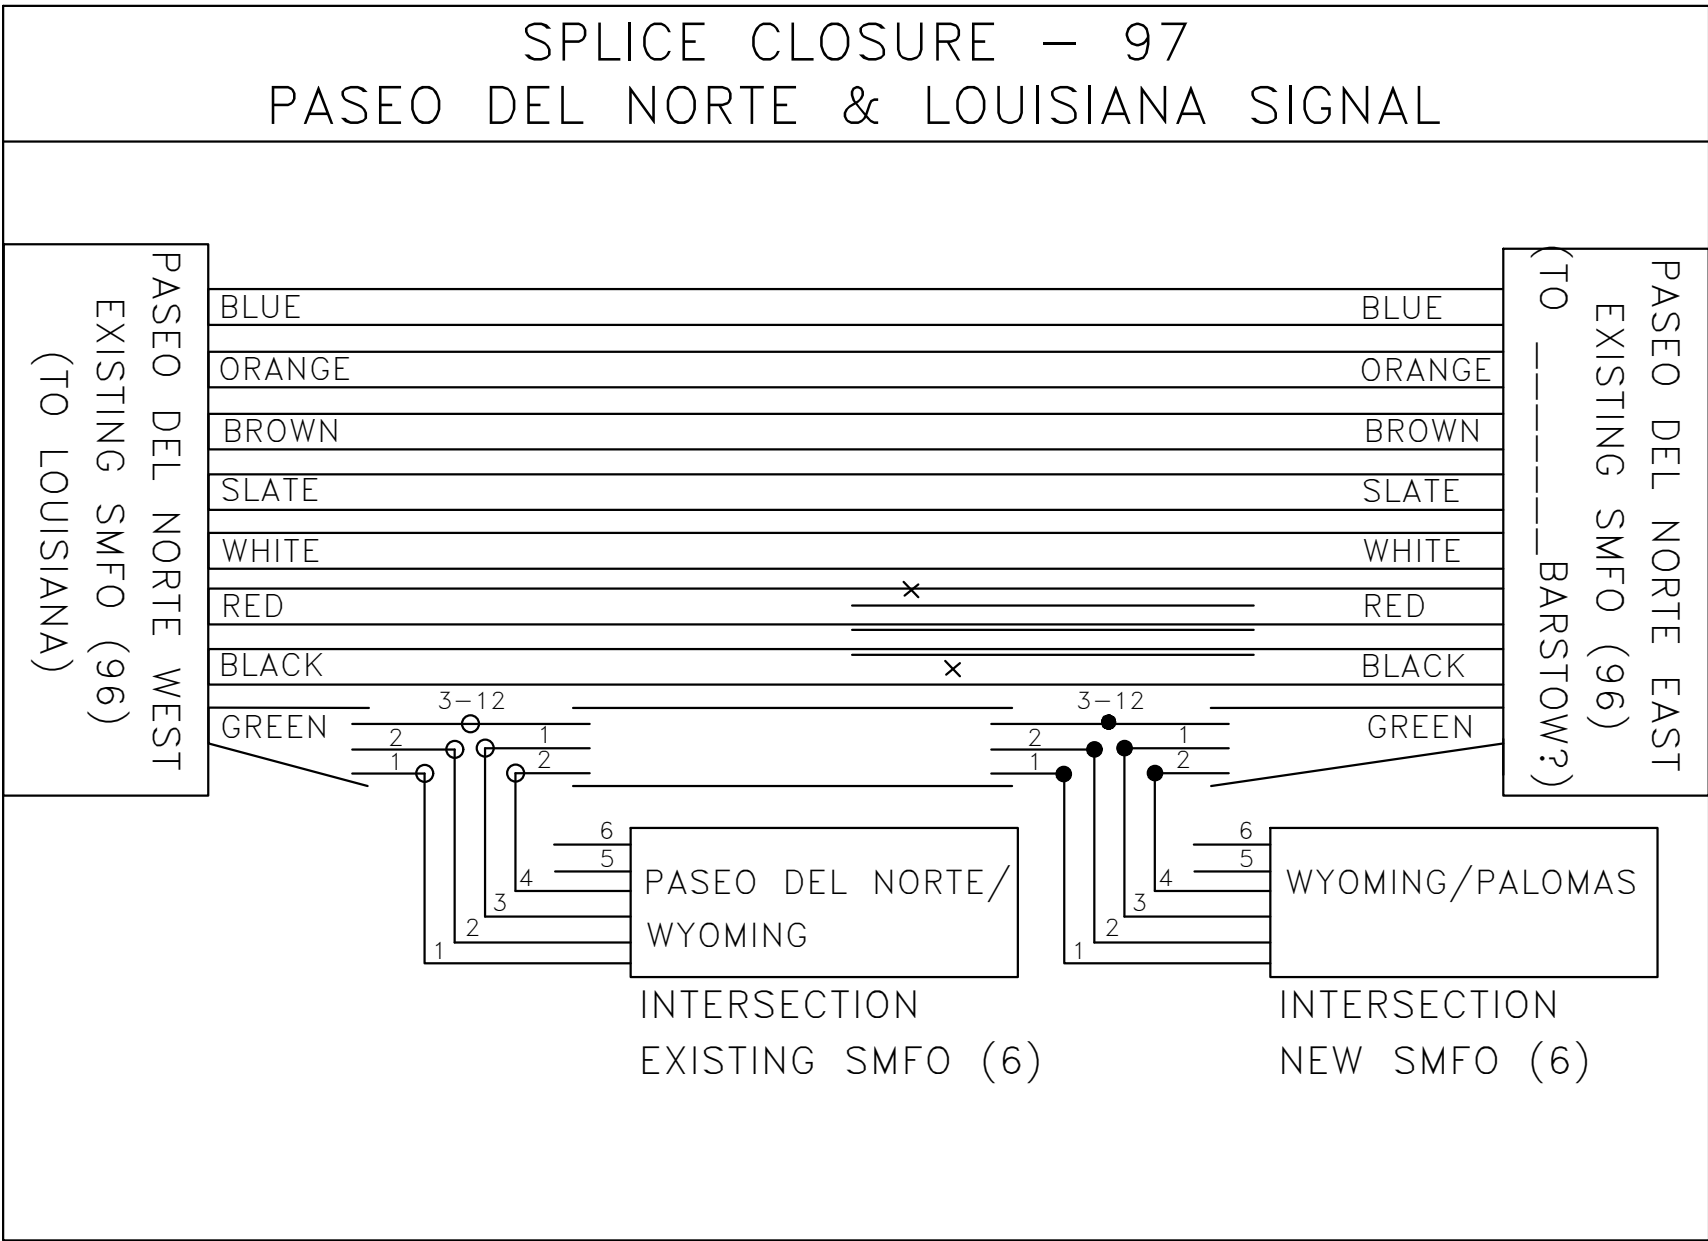 SPLICE CLOSURE – 97
PASEO DEL NORTE & LOUISIANA SIGNAL
PASEO DEL NORTE WEST
EXISTING SMFO (96)
(TO LOUISIANA)
BLUE
ORANGE
BROWN
SLATE
WHITE
RED
BLACK
GREEN
BLUE
ORANGE
BROWN
SLATE
WHITE
RED
BLACK
GREEN
PASEO DEL NORTE EAST
EXISTING SMFO (96)
(TO _______BARSTOW?)
3-12
2
1
1
2
3-12
2
1
1
2
6
5
4
3
2
1
PASEO DEL NORTE/
WYOMING
INTERSECTION
EXISTING SMFO (6)
6
5
4
3
2
1
WYOMING/PALOMAS
INTERSECTION
NEW SMFO (6)